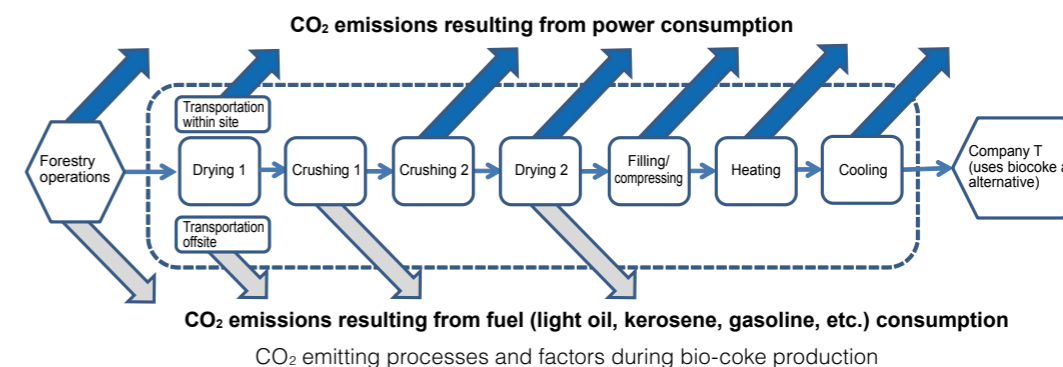 CO₂ emissions resulting from power consumption
Transportation
within site
Forestry
operations
Drying 1
Crushing 1
Crushing 2
Drying 2
Filling/
compressing
Heating
Cooling
Company T
(uses biocoke a
alternative)
Transportation
offsite
CO₂ emissions resulting from fuel (light oil, kerosene, gasoline, etc.) consumption
CO₂ emitting processes and factors during bio-coke production